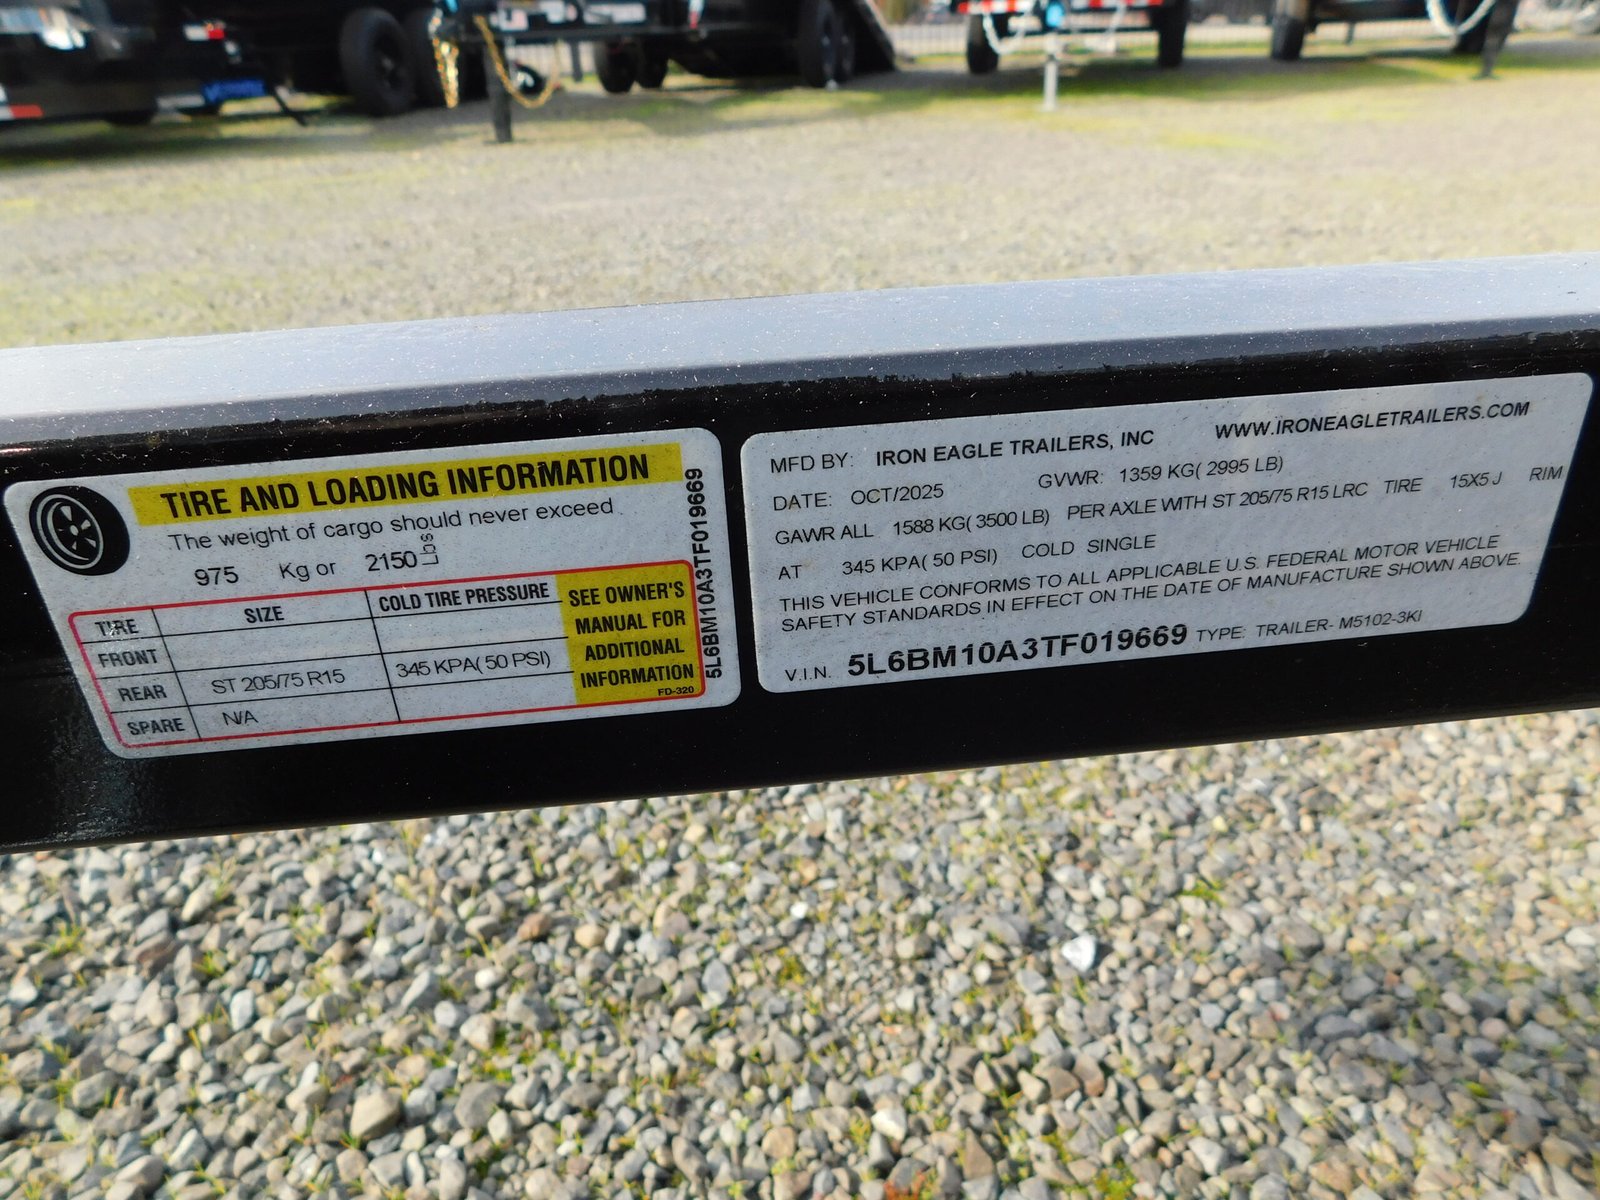 TIRE AND LOADING INFORMATION
The weight of cargo should never exceed
975 Kg or 2150 Lbs
TIRE SIZE COLD TIRE PRESSURE
FRONT
REAR ST 205/75 R15 345 KPA( 50 PSI)
SPARE N/A
SEE OWNER'S
MANUAL FOR
ADDITIONAL
INFORMATION
FD-320
5L6BM10A3TF019669
MFD BY: IRON EAGLE TRAILERS, INC WWW.IRONEAGLETRAILERS.COM
DATE: OCT/2025 GVWR: 1359 KG( 2995 LB)
GAWR ALL 1588 KG( 3500 LB) PER AXLE WITH ST 205/75 R15 LRC TIRE 15X5 J RIM
AT 345 KPA( 50 PSI) COLD SINGLE
THIS VEHICLE CONFORMS TO ALL APPLICABLE U.S. FEDERAL MOTOR VEHICLE
SAFETY STANDARDS IN EFFECT ON THE DATE OF MANUFACTURE SHOWN ABOVE.
V.I.N. 5L6BM10A3TF019669 TYPE: TRAILER- M5102-3KI